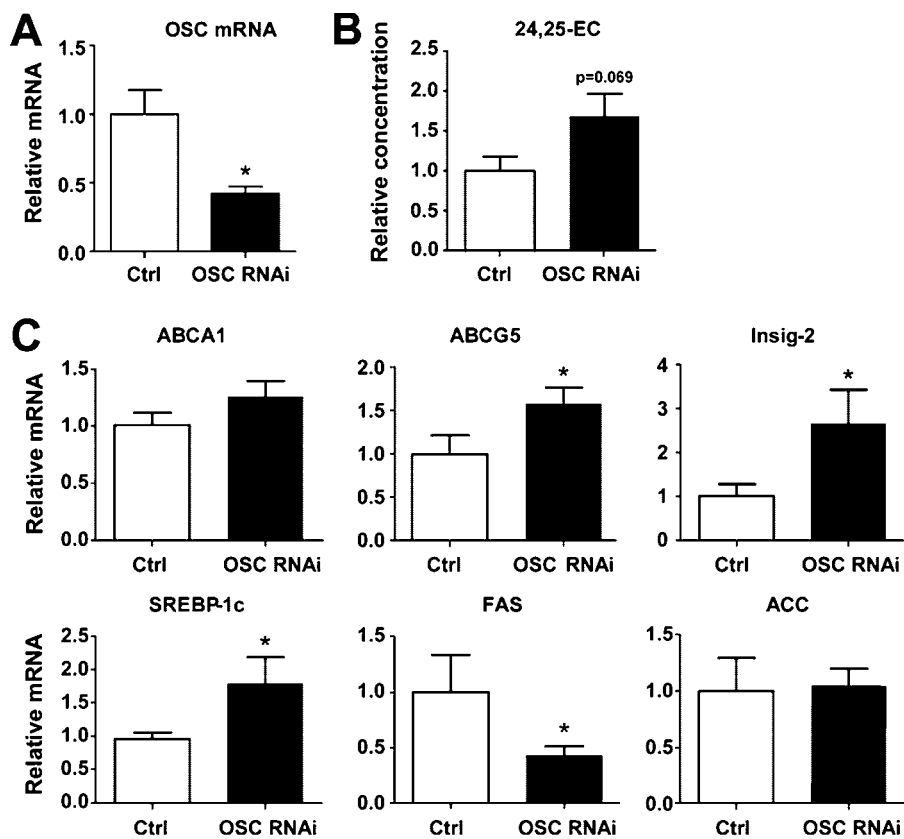 A
OSC mRNA
Relative mRNA
1.5
1.0
0.5
0.0
*
Ctrl
OSC RNAi
B
24,25-EC
Relative concentration
2.5
2.0
1.5
1.0
0.5
0.0
p=0.069
Ctrl
OSC RNAi
C
ABCA1
Relative mRNA
1.5
1.0
0.5
0.0
Ctrl
OSC RNAi
ABCG5
2.0
1.5
1.0
0.5
0.0
*
Ctrl
OSC RNAi
Insig-2
4
3
2
1
0
*
Ctrl
OSC RNAi
SREBP-1c
Relative mRNA
2.5
2.0
1.5
1.0
0.5
0.0
*
Ctrl
OSC RNAi
FAS
1.5
1.0
0.5
0.0
*
Ctrl
OSC RNAi
ACC
1.5
1.0
0.5
0.0
Ctrl
OSC RNAi